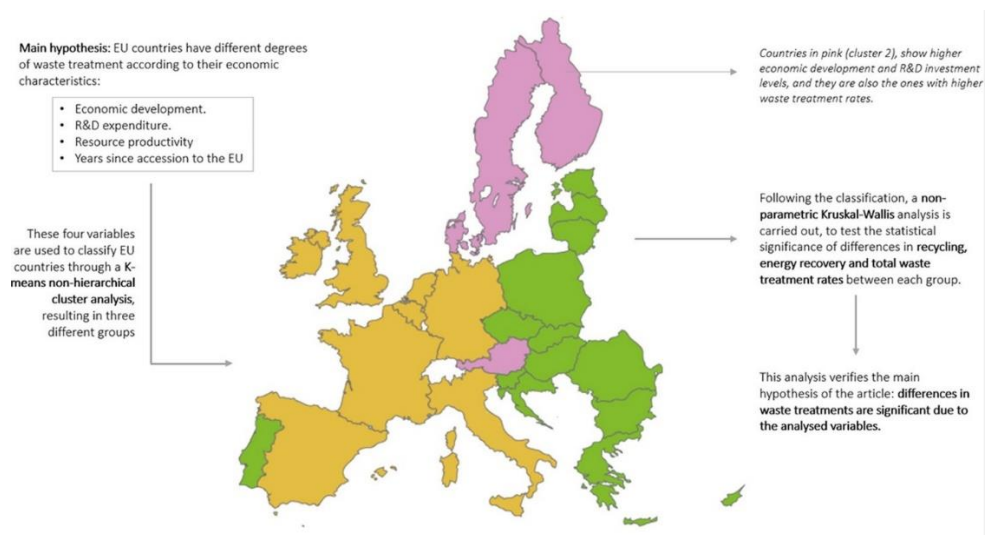 Main hypothesis: EU countries have different degrees
of waste treatment according to their economic
characteristics:
• Economic development.
• R&D expenditure.
• Resource productivity
• Years since accession to the EU
These four variables
are used to classify EU
countries through a K-
means non-hierarchical
cluster analysis,
resulting in three
different groups
Countries in pink (cluster 2), show higher
economic development and R&D investment
levels, and they are also the ones with higher
waste treatment rates.
Following the classification, a non-
parametric Kruskal-Wallis analysis is
carried out, to test the statistical
significance of differences in recycling,
energy recovery and total waste
treatment rates between each group.
This analysis verifies the main
hypothesis of the article: differences in
waste treatments are significant due to
the analysed variables.